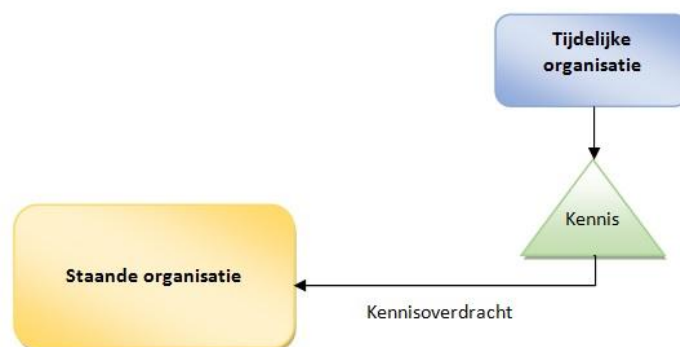 Tijdelijke
organisatie
Kennis
Staande organisatie
Kennisoverdracht